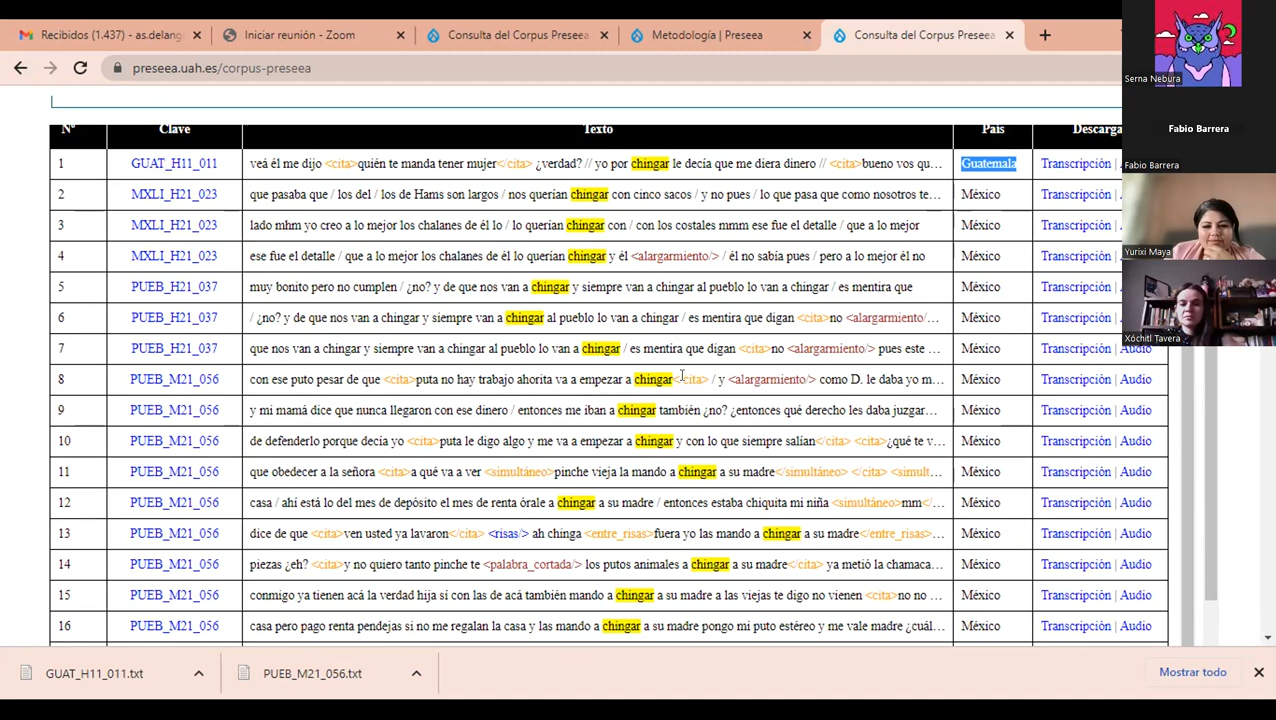 Recibidos (1.437) - as.delang
Iniciar reunión - Zoom
Consulta del Corpus Preseea
Metodología | Preseea
Consulta del Corpus Preseea
preseea.uah.es/corpus-preseea
Nº Clave Texto País Descarga
1 GUAT_H11_011 veá él me dijo <cita>quién te manda tener mujer</cita> ¿verdad? // yo por chingar le decía que me diera dinero // <cita>bueno vos qu… Guatemala Transcripción |
2 MXLI_H21_023 que pasaba que / los del / los de Hams son largos / nos querían chingar con cinco sacos / y no pues / lo que pasa que como nosotros te… México Transcripción |
3 MXLI_H21_023 lado mhm yo creo a lo mejor los chalanes de él lo / lo querían chingar con / con los costales mmm ese fue el detalle / que a lo mejor México Transcripción |
4 MXLI_H21_023 ese fue el detalle / que a lo mejor los chalanes de él lo querían chingar y él <alargarmiento/> / él no sabía pues / pero a lo mejor él no México Transcripción |
5 PUEB_H21_037 muy bonito pero no cumplen / ¿no? y de que nos van a chingar y siempre van a chingar al pueblo lo van a chingar / es mentira que México Transcripción |
6 PUEB_H21_037 / ¿no? y de que nos van a chingar y siempre van a chingar al pueblo lo van a chingar / es mentira que digan <cita>no <alargarmiento/… México Transcripción |
7 PUEB_H21_037 que nos van a chingar y siempre van a chingar al pueblo lo van a chingar / es mentira que digan <cita>no <alargarmiento/> pues este … México Transcripción | Audio
8 PUEB_M21_056 con ese puto pesar de que <cita>puta no hay trabajo ahorita va a empezar a chingar</cita> / y <alargarmiento/> como D. le daba yo m… México Transcripción | Audio
9 PUEB_M21_056 y mi mamá dice que nunca llegaron con ese dinero / entonces me iban a chingar también ¿no? ¿entonces qué derecho les daba juzgar… México Transcripción | Audio
10 PUEB_M21_056 de defenderlo porque decía yo <cita>puta le digo algo y me va a empezar a chingar y con lo que siempre salían</cita> <cita>¿qué te v… México Transcripción | Audio
11 PUEB_M21_056 que obedecer a la señora <cita>a qué va a ver <simultáneo>pinche vieja la mando a chingar a su madre</simultáneo> </cita> <simult… México Transcripción | Audio
12 PUEB_M21_056 casa / ahí está lo del mes de depósito el mes de renta órale a chingar a su madre / entonces estaba chiquita mi niña <simultáneo>mm</… México Transcripción | Audio
13 PUEB_M21_056 dice de que <cita>ven usted ya lavaron</cita> <risas/> ah chinga <entre_risas>fuera yo las mando a chingar a su madre</entre_risas>… México Transcripción | Audio
14 PUEB_M21_056 piezas ¿eh? <cita>y no quiero tanto pinche te <palabra_cortada/> los putos animales a chingar a su madre</cita> ya metió la chamaca… México Transcripción | Audio
15 PUEB_M21_056 conmigo ya tienen acá la verdad hija sí con las de acá también mando a chingar a su madre a las viejas te digo no vienen <cita>no no … México Transcripción | Audio
16 PUEB_M21_056 casa pero pago renta pendejas si no me regalan la casa y las mando a chingar a su madre pongo mi puto estéreo y me vale madre ¿cuál… México Transcripción | Audio
GUAT_H11_011.txt
PUEB_M21_056.txt
Mostrar todo
Serna Nebura
Fabio Barrera
Fabio Barrera
Yurixi Maya
Xóchitl Tavera